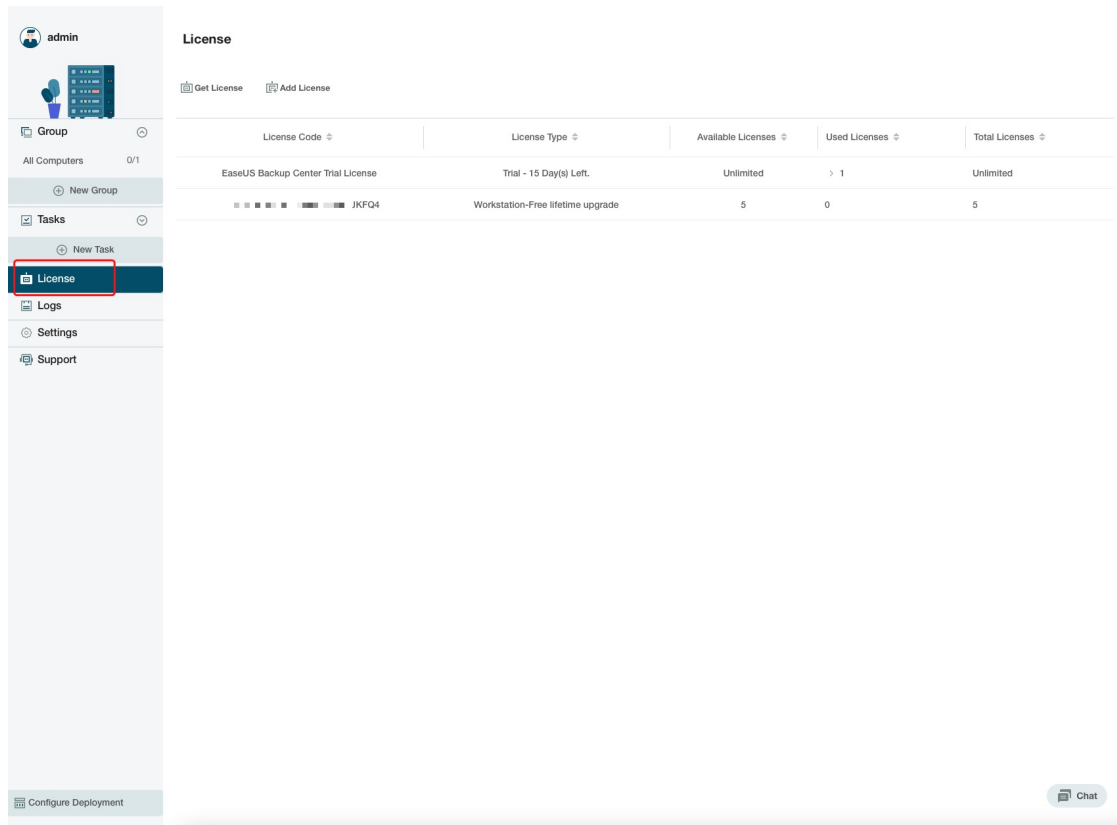 admin
License
Get License Add License
Group
All Computers 0/1
New Group
Tasks
New Task
License
Logs
Settings
Support
License Code License Type Available Licenses Used Licenses Total Licenses
EaseUS Backup Center Trial License Trial - 15 Day(s) Left. Unlimited > 1 Unlimited
JKFQ4 Workstation-Free lifetime upgrade 5 0 5
Configure Deployment
Chat